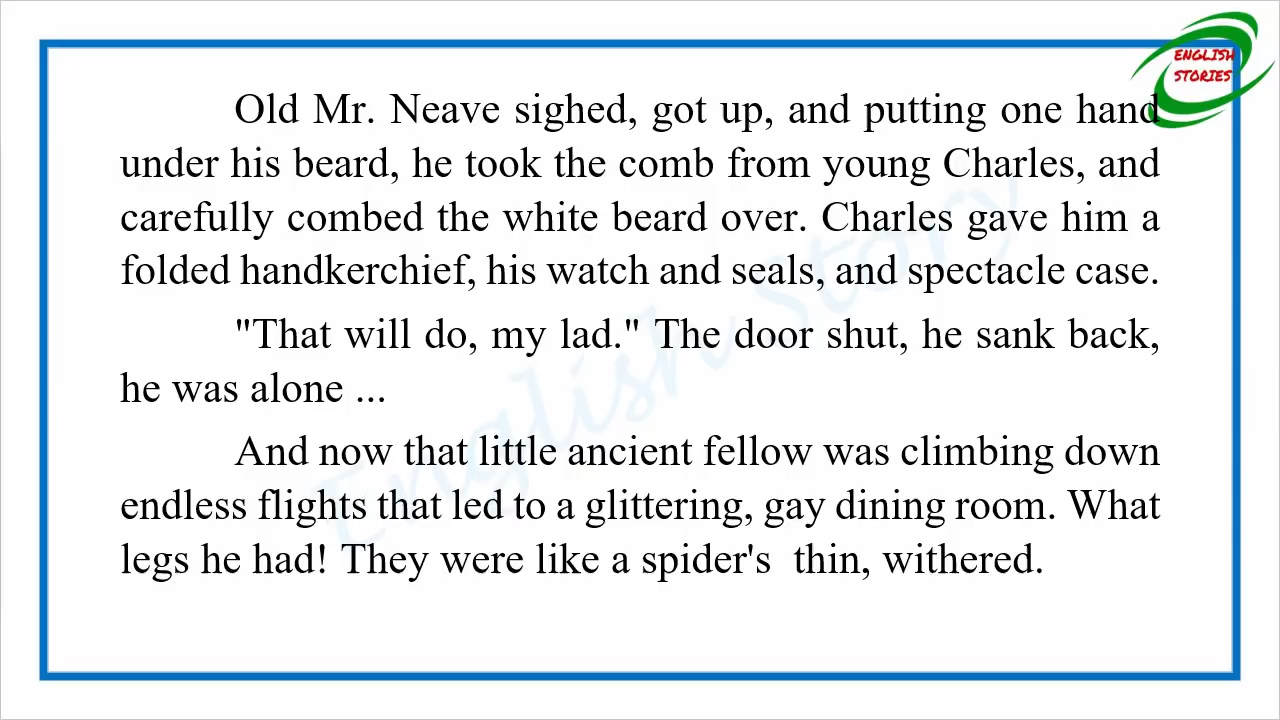 ENGLISH
STORIES
Old Mr. Neave sighed, got up, and putting one hand
under his beard, he took the comb from young Charles, and
carefully combed the white beard over. Charles gave him a
folded handkerchief, his watch and seals, and spectacle case.
"That will do, my lad." The door shut, he sank back,
he was alone ...
And now that little ancient fellow was climbing down
endless flights that led to a glittering, gay dining room. What
legs he had! They were like a spider's  thin, withered.
English Story